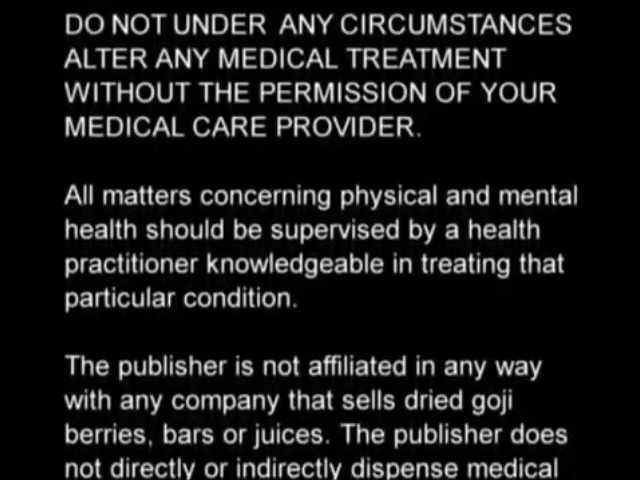 DO NOT UNDER ANY CIRCUMSTANCES
ALTER ANY MEDICAL TREATMENT
WITHOUT THE PERMISSION OF YOUR
MEDICAL CARE PROVIDER.
All matters concerning physical and mental
health should be supervised by a health
practitioner knowledgeable in treating that
particular condition.
The publisher is not affiliated in any way
with any company that sells dried goji
berries, bars or juices. The publisher does
not directly or indirectly dispense medical